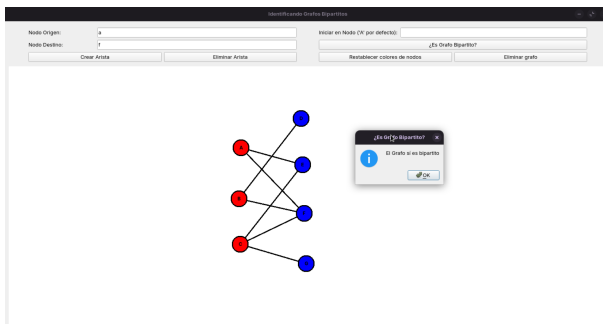 Identificando Grafos Bipartitos
Nodo Origen: a
Iniciar en Nodo ('A' por defecto):
Nodo Destino: f
¿Es Grafo Bipartito?
Crear Arista
Eliminar Arista
Restablecer colores de nodos
Eliminar grafo
¿Es Grafo Bipartito?
El Grafo si es bipartito
OK